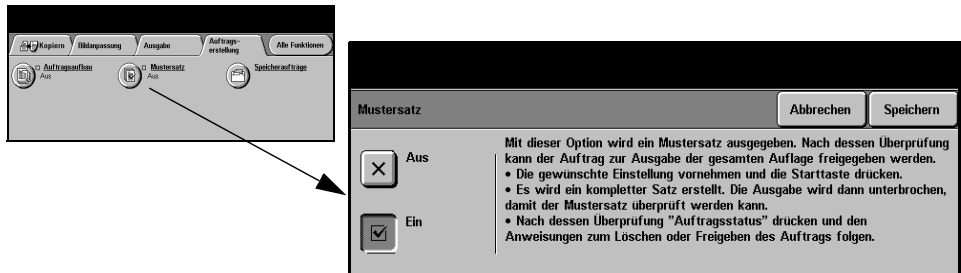 Kopieren
Bildanpassung
Ausgabe
Auftrags-
erstellung
Alle Funktionen
Auftragsaufbau
Aus
Mustersatz
Aus
Speicheraufträge
Mustersatz
Abbrechen
Speichern
Aus
Ein
Mit dieser Option wird ein Mustersatz ausgegeben. Nach dessen Überprüfung
kann der Auftrag zur Ausgabe der gesamten Auflage freigegeben werden.
• Die gewünschte Einstellung vornehmen und die Starttaste drücken.
• Es wird ein kompletter Satz erstellt. Die Ausgabe wird dann unterbrochen,
damit der Mustersatz überprüft werden kann.
• Nach dessen Überprüfung "Auftragsstatus" drücken und den
Anweisungen zum Löschen oder Freigeben des Auftrags folgen.